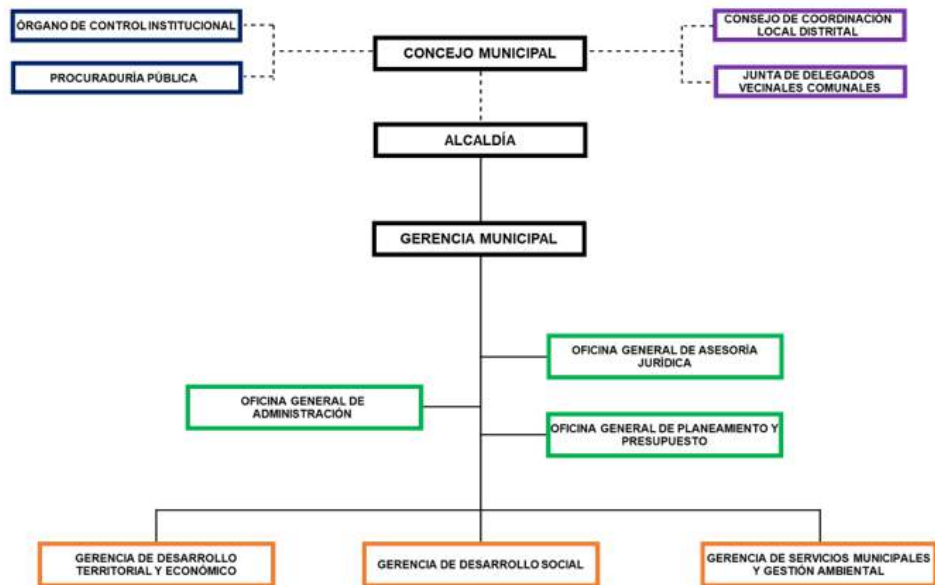 ÓRGANO DE CONTROL INSTITUCIONAL
CONCEJO MUNICIPAL
CONSEJO DE COORDINACIÓN
LOCAL DISTRITAL
PROCURADURÍA PÚBLICA
JUNTA DE DELEGADOS
VECINALES COMUNALES
ALCALDÍA
GERENCIA MUNICIPAL
OFICINA GENERAL DE ASESORÍA
JURÍDICA
OFICINA GENERAL DE
ADMINISTRACIÓN
OFICINA GENERAL DE PLANEAMIENTO Y
PRESUPUESTO
GERENCIA DE DESARROLLO
TERRITORIAL Y ECONÓMICO
GERENCIA DE DESARROLLO SOCIAL
GERENCIA DE SERVICIOS MUNICIPALES
Y GESTIÓN AMBIENTAL